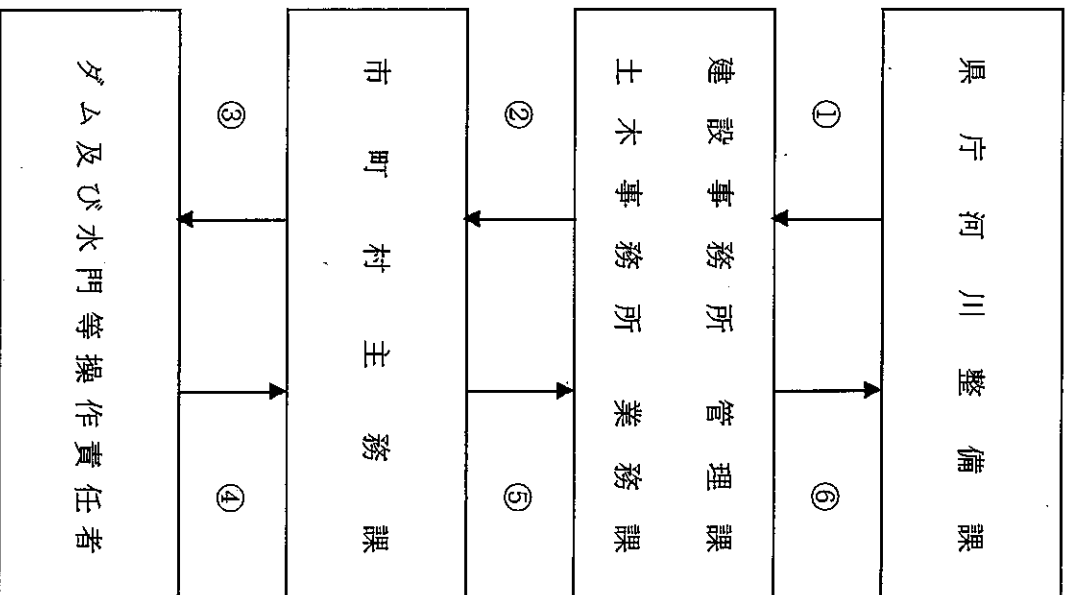 県庁河川整備課
①
⑥
建設事務所 管理課
土木事務所 業務課
②
⑤
市町村主務課
③
④
ダム及び水門等操作責任者